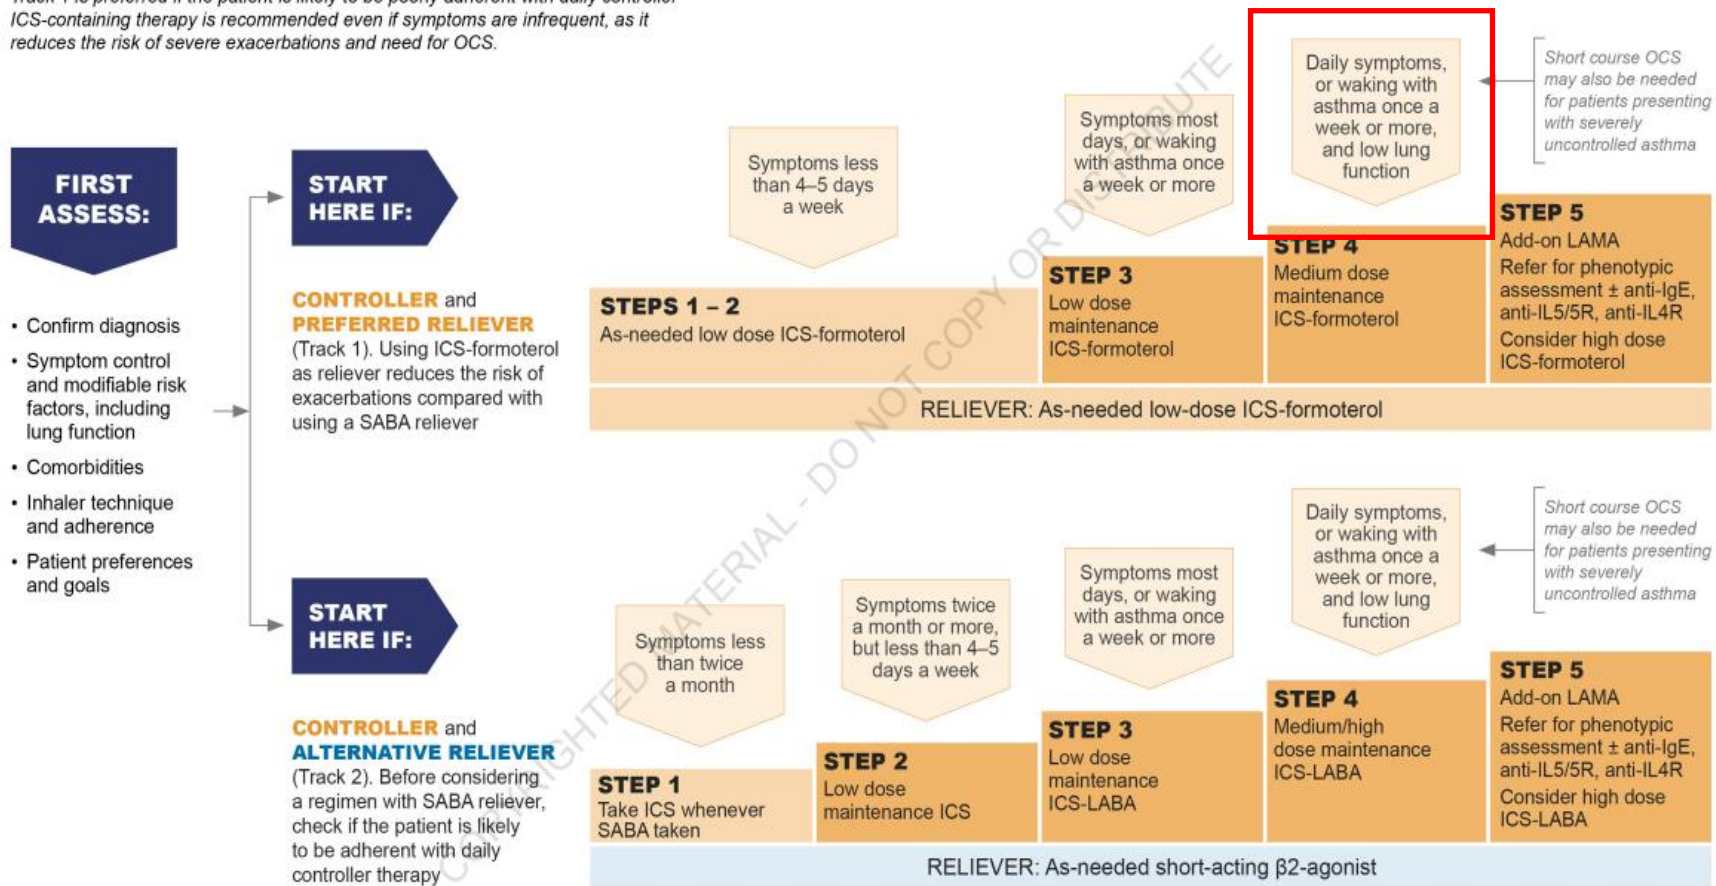 Track 1 is preferred if the patient is likely to be poorly adherent with daily controller
ICS-containing therapy is recommended even if symptoms are infrequent, as it
reduces the risk of severe exacerbations and need for OCS.
FIRST
ASSESS:
• Confirm diagnosis
• Symptom control
and modifiable risk
factors, including
lung function
• Comorbidities
• Inhaler technique
and adherence
• Patient preferences
and goals
START
HERE IF:
CONTROLLER and
PREFERRED RELIEVER
(Track 1). Using ICS-formoterol
as reliever reduces the risk of
exacerbations compared with
using a SABA reliever
Symptoms less
than 4–5 days
a week
Symptoms most
days, or waking
with asthma once
a week or more
Daily symptoms,
or waking with
asthma once a
week or more,
and low lung
function
Short course OCS
may also be needed
for patients presenting
with severely
uncontrolled asthma
STEPS 1 – 2
As-needed low dose ICS-formoterol
STEP 3
Low dose
maintenance
ICS-formoterol
STEP 4
Medium dose
maintenance
ICS-formoterol
STEP 5
Add-on LAMA
Refer for phenotypic
assessment ± anti-IgE,
anti-IL5/5R, anti-IL4R
Consider high dose
ICS-formoterol
RELIEVER: As-needed low-dose ICS-formoterol
START
HERE IF:
CONTROLLER and
ALTERNATIVE RELIEVER
(Track 2). Before considering
a regimen with SABA reliever,
check if the patient is likely
to be adherent with daily
controller therapy
Symptoms less
than twice
a month
Symptoms twice
a month or more,
but less than 4–5
days a week
Symptoms most
days, or waking
with asthma once
a week or more
Daily symptoms,
or waking with
asthma once a
week or more,
and low lung
function
Short course OCS
may also be needed
for patients presenting
with severely
uncontrolled asthma
STEP 1
Take ICS whenever
SABA taken
STEP 2
Low dose
maintenance ICS
STEP 3
Low dose
maintenance
ICS-LABA
STEP 4
Medium/high
dose maintenance
ICS-LABA
STEP 5
Add-on LAMA
Refer for phenotypic
assessment ± anti-IgE,
anti-IL5/5R, anti-IL4R
Consider high dose
ICS-LABA
RELIEVER: As-needed short-acting β2-agonist
COPYRIGHTED MATERIAL - DO NOT COPY OR DISTRIBUTE